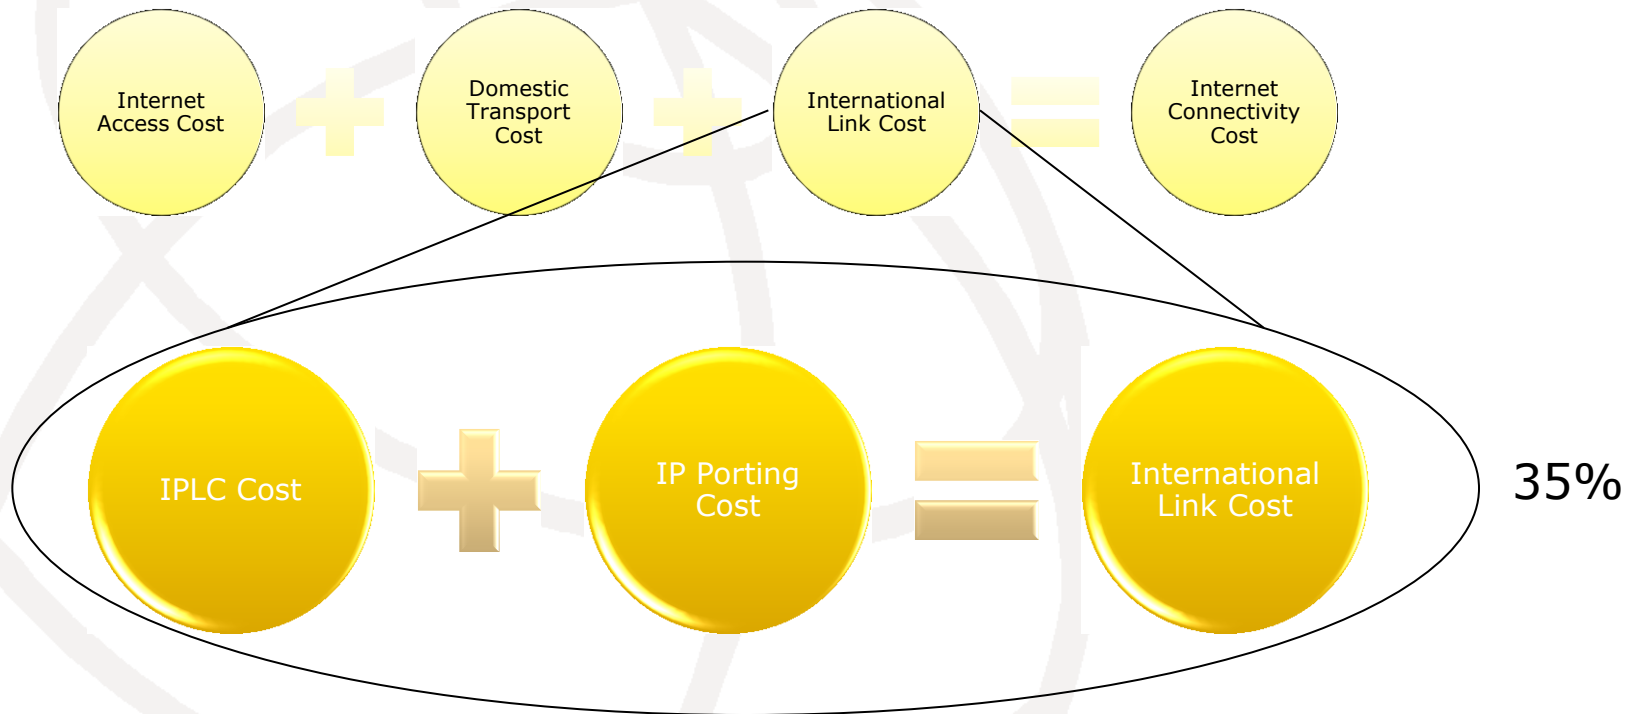 Internet
Access Cost
Domestic
Transport
Cost
International
Link Cost
Internet
Connectivity
Cost
IPLC Cost
IP Porting
Cost
International
Link Cost
35%